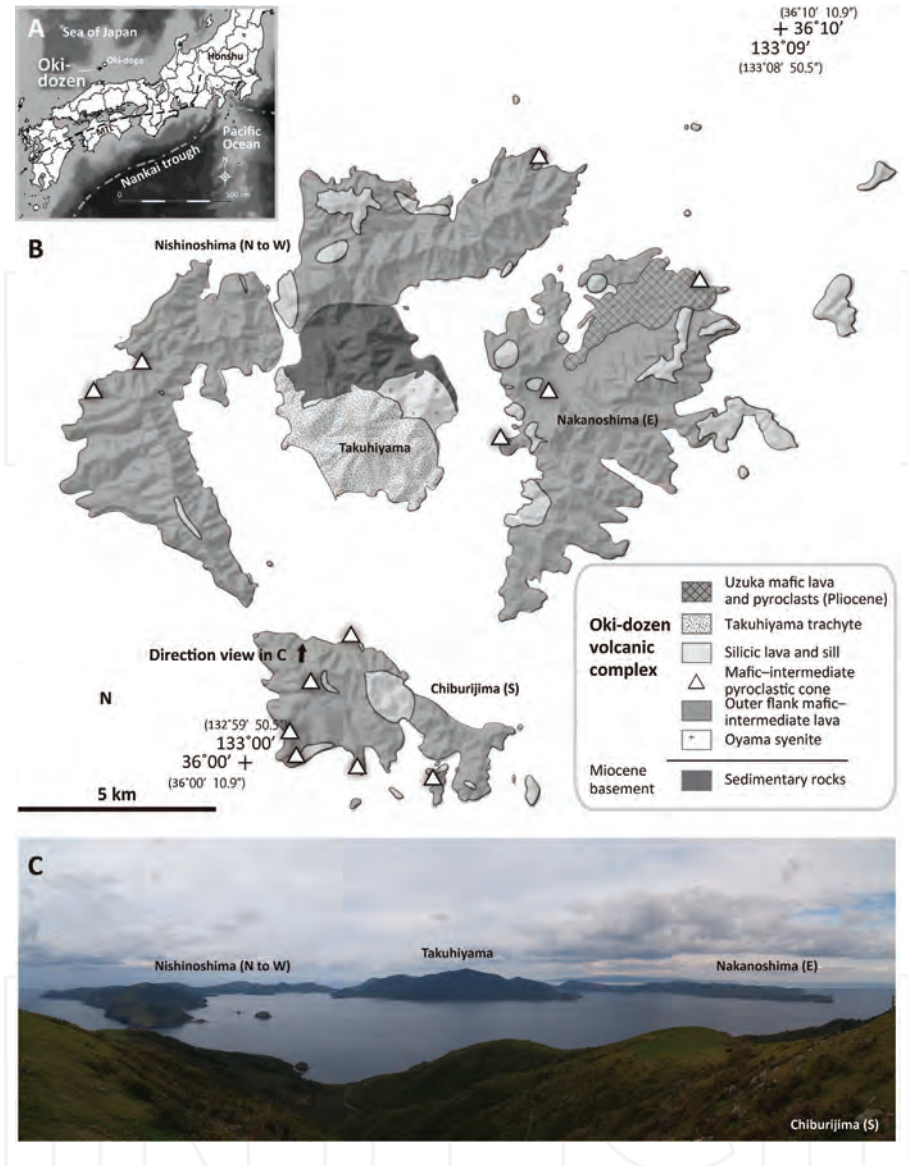 A
Sea of Japan
Oki-dogo
Oki-
dozen
Honshu
MTL
Pacific
Ocean
N
Nankai trough
0
500 km
(36°10' 10.9")
36°10'
133°09'
(133°08' 50.5")
B
Nishinoshima (N to W)
Takuhiyama
Nakanoshima (E)
Direction view in C
Chiburijima (S)
N
(132°59' 50.5")
133°00'
36°00'
(36°00' 10.9")
5 km
Oki-dozen
volcanic
complex
Uzuka mafic lava
and pyroclasts (Pliocene)
Takuhiyama trachyte
Silicic lava and sill
Mafic–intermediate
pyroclastic cone
Outer flank mafic–
intermediate lava
Oyama syenite
Miocene
basement
Sedimentary rocks
C
Nishinoshima (N to W)
Takuhiyama
Nakanoshima (E)
Chiburijima (S)